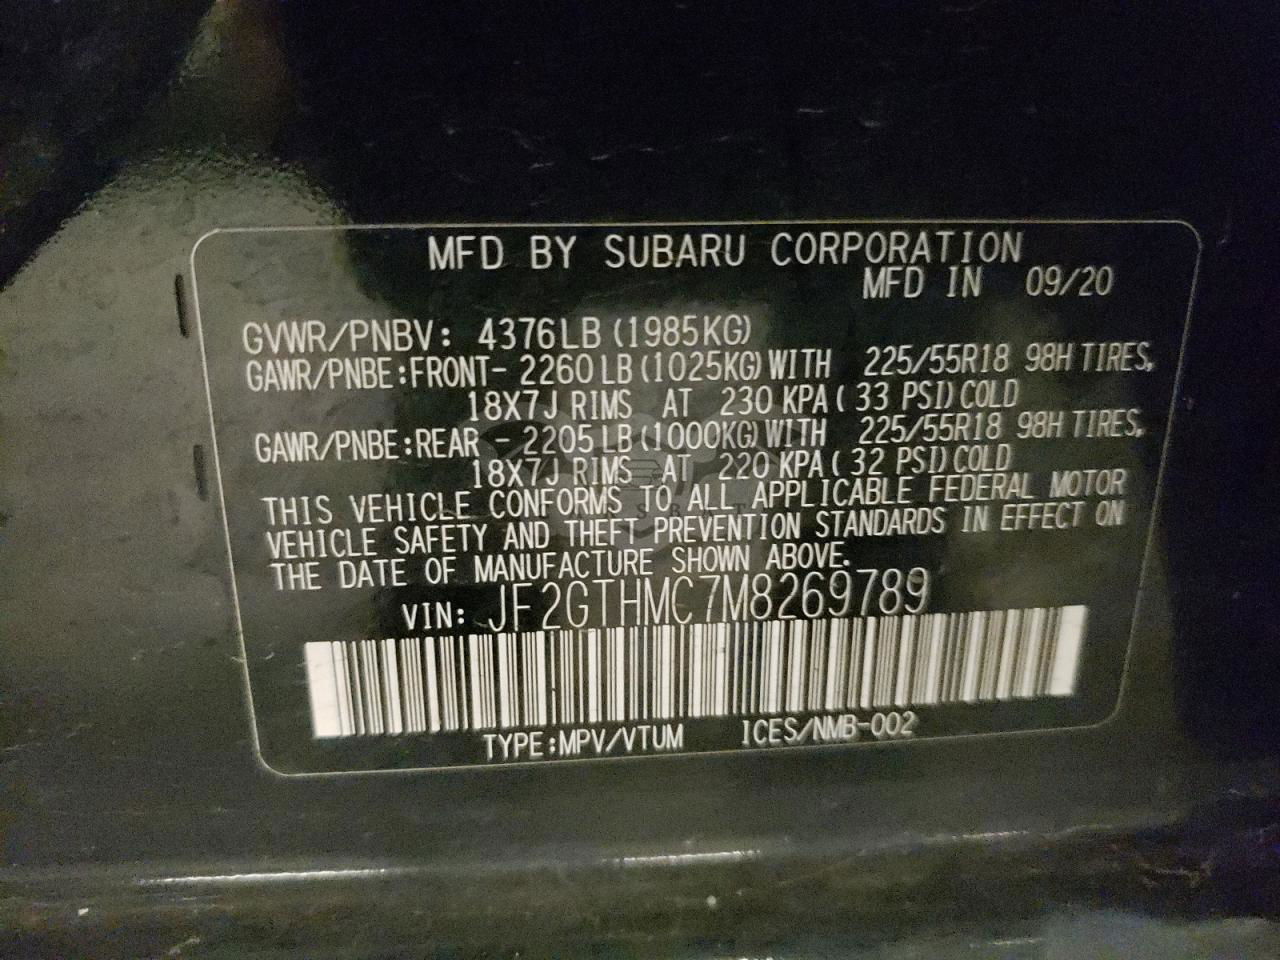 MFD BY SUBARU CORPORATION
MFD IN 09/20
GVWR/PNBV: 4376LB (1985KG)
GAWR/PNBE:FRONT- 2260 LB (1025KG) WITH 225/55R18 98H TIRES,
18X7J RIMS AT 230 KPA( 33 PSI) COLD
GAWR/PNBE:REAR - 2205 LB (1000KG) WITH 225/55R18 98H TIRES,
18X7J RIMS AT 220 KPA( 32 PSI) COLD
THIS VEHICLE CONFORMS TO ALL APPLICABLE FEDERAL MOTOR
VEHICLE SAFETY AND THEFT PREVENTION STANDARDS IN EFFECT ON
THE DATE OF MANUFACTURE SHOWN ABOVE.
VIN: JF2GTHMC7M8269789
TYPE:MPV/VTUM ICES/NMB-002